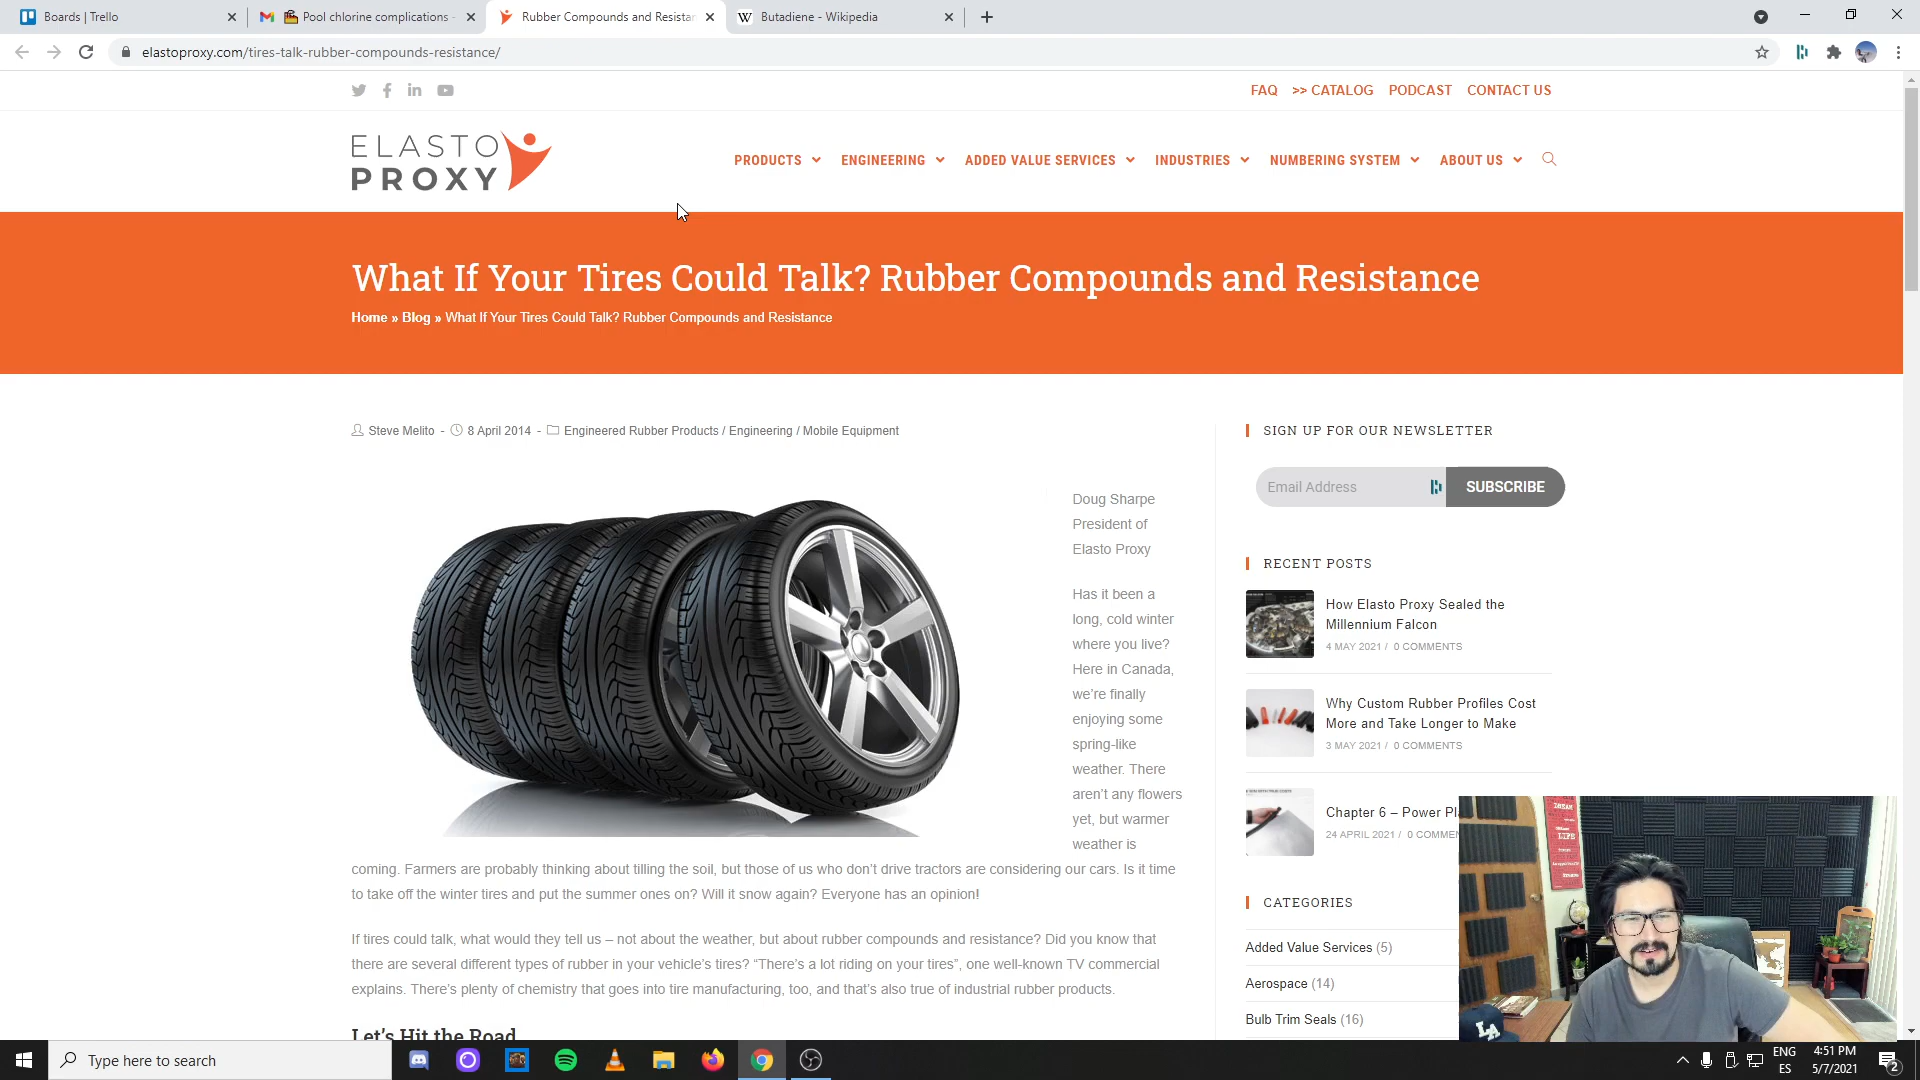 Boards | Trello
Pool chlorine complications -
Rubber Compounds and Resistan
W Butadiene - Wikipedia
elastoproxy.com/tires-talk-rubber-compounds-resistance/
FAQ >> CATALOG PODCAST CONTACT US
ELASTO
PROXY
PRODUCTS ENGINEERING ADDED VALUE SERVICES INDUSTRIES NUMBERING SYSTEM ABOUT US
What If Your Tires Could Talk? Rubber Compounds and Resistance
Home » Blog » What If Your Tires Could Talk? Rubber Compounds and Resistance
Steve Melito - 8 April 2014 - Engineered Rubber Products / Engineering / Mobile Equipment
Doug Sharpe
President of
Elasto Proxy
Has it been a
long, cold winter
where you live?
Here in Canada,
we're finally
enjoying some
spring-like
weather. There
aren't any flowers
yet, but warmer
weather is
coming. Farmers are probably thinking about tilling the soil, but those of us who don't drive tractors are considering our cars. Is it time
to take off the winter tires and put the summer ones on? Will it snow again? Everyone has an opinion!
If tires could talk, what would they tell us – not about the weather, but about rubber compounds and resistance? Did you know that
there are several different types of rubber in your vehicle's tires? “There's a lot riding on your tires”, one well-known TV commercial
explains. There's plenty of chemistry that goes into tire manufacturing, too, and that's also true of industrial rubber products.
Let's Hit the Road
SIGN UP FOR OUR NEWSLETTER
Email Address
SUBSCRIBE
RECENT POSTS
How Elasto Proxy Sealed the
Millennium Falcon
4 MAY 2021 / 0 COMMENTS
Why Custom Rubber Profiles Cost
More and Take Longer to Make
3 MAY 2021 / 0 COMMENTS
Chapter 6 – Power Pl
24 APRIL 2021 / 0 COMMEN
CATEGORIES
Added Value Services (5)
Aerospace (14)
Bulb Trim Seals (16)
DREAM
LIFE
LA
Type here to search
ENG
ES
4:51 PM
5/7/2021
2